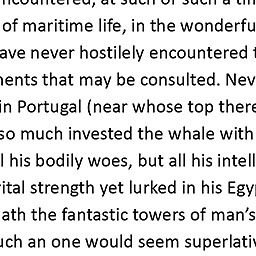 encountered, at such or such a tim
of maritime life, in the wonderfu
ave never hostilely encountered t
ments that may be consulted. Nev
in Portugal (near whose top there
so much invested the whale with
l his bodily woes, but all his intell
vital strength yet lurked in his Egy
ath the fantastic towers of man’s
uch an one would seem superlativ